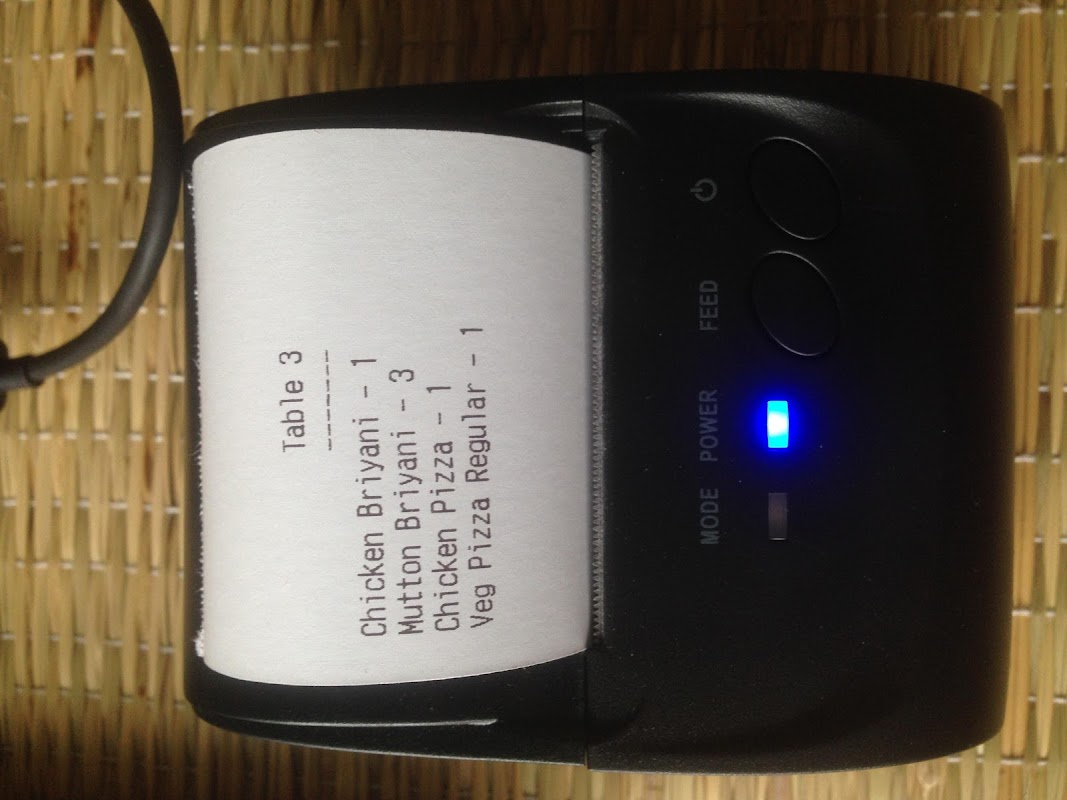 Table 3
--------
Chicken Briyani - 1
Mutton Briyani - 3
Chicken Pizza - 1
Veg Pizza Regular - 1
MODE POWER FEED